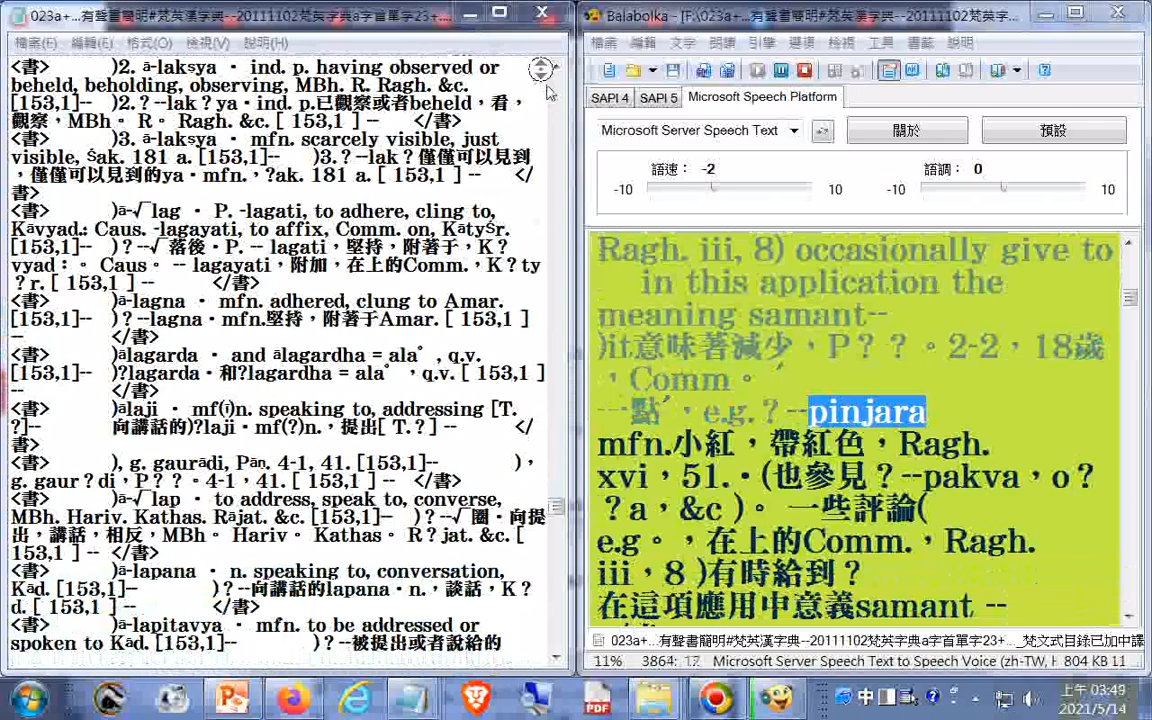 023a+...有聲書簡明#梵英漢字典--20111102梵英字典a字首單字23+...
檔案(F) 編輯(E) 格式(O) 檢視(V) 說明(H)
<書> )2. ā-laksya ‧ ind. p. having observed or
beheld, beholding, observing, MBh. R. Ragh. &c.
[153,1]-- )2.?--lak?ya‧ind. p.已觀察或者beheld,看,
觀察,MBh。 R。 Ragh. &c. [ 153,1 ] -- </書>
<書> )3. ā-laksya ‧ mfn. scarcely visible, just
visible, Śak. 181 a. [153,1]-- )3.?--lak?僅僅可以見到
,僅僅可以見到的ya‧mfn.,?ak. 181 a. [ 153,1 ] -- </
書>
<書> )ā-√lag ‧ P. -lagati, to adhere, cling to,
Kāvyad.: Caus. -lagayati, to affix, Comm. on, KātyŚr.
[153,1]-- )?--√落後‧P. -- lagati,堅持,附著于,K?
vyad:。 Caus。 -- lagayati,附加,在上的Comm.,K?ty
?r. [ 153,1 ] -- </書>
<書> )ā-lagna ‧ mfn. adhered, clung to Amar.
[153,1]-- )?--lagna‧mfn.堅持,附著于Amar. [ 153,1 ]
-- </書>
<書> )ālagarda ‧ and ālagardha = ala°, q.v.
[153,1]-- )?lagarda‧和?lagardha = ala°,q.v. [ 153,1 ]
-- </書>
<書> )ālaji ‧ mf(ī)n. speaking to, addressing [T.
?]-- 向講話的)?laji‧mf(?)n.,提出[ T.? ] -- </
書>
<書> ), g. gaurādi, Pāṇ. 4-1, 41. [153,1]-- ),
g. gaur?di,P??。4-1,41. [ 153,1 ] -- </書>
<書> )ā-√lap ‧ to address, speak to, converse,
MBh. Hariv. Kathas. Rājat. &c. [153,1]-- )?--√圈‧向提
出,講話,相反,MBh。 Hariv。 Kathas。 R?jat. &c. [
153,1 ] -- </書>
<書> )ā-lapana ‧ n. speaking to, conversation,
Kād. [153,1]-- )?--向講話的lapana‧n.,談話,K?
d. [ 153,1 ] -- </書>
<書> )ā-lapitavya ‧ mfn. to be addressed or
spoken to Kād. [153,1]-- )?--被提出或者說給的
Balabolka - [F:\023a+...有聲書簡明#梵英漢字典--20111102梵英字...
檔案 編輯 文字 朗讀 引擎 選項 檢視 工具 書籤 說明
SAPI 4 SAPI 5 Microsoft Speech Platform
Microsoft Server Speech Text 關於 預設
語速: -2 語調: 0
-10 10 -10 10
Ragh. iii, 8) occasionally give to
in this application the
meaning samant--
)it意味著減少,P??。2-2,18歲
,Comm。ˊ
--一點ˊ,e.g.?--pinjara
mfn.小紅,帶紅色,Ragh.
xvi,51.‧(也參見?--pakva,o?
?a,&c )。 一些評論(
e.g。,在上的Comm.,Ragh.
iii,8 )有時給到?
在這項應用中意義samant --
023a+...有聲書簡明#梵英漢字典--20111102梵英字典a字首單字23+..._梵文式目錄已加中譯
11% 3864: 17 Microsoft Server Speech Text to Speech Voice (zh-TW, H 804 KB 11
PDF 中 上午 03:49
2021/5/14